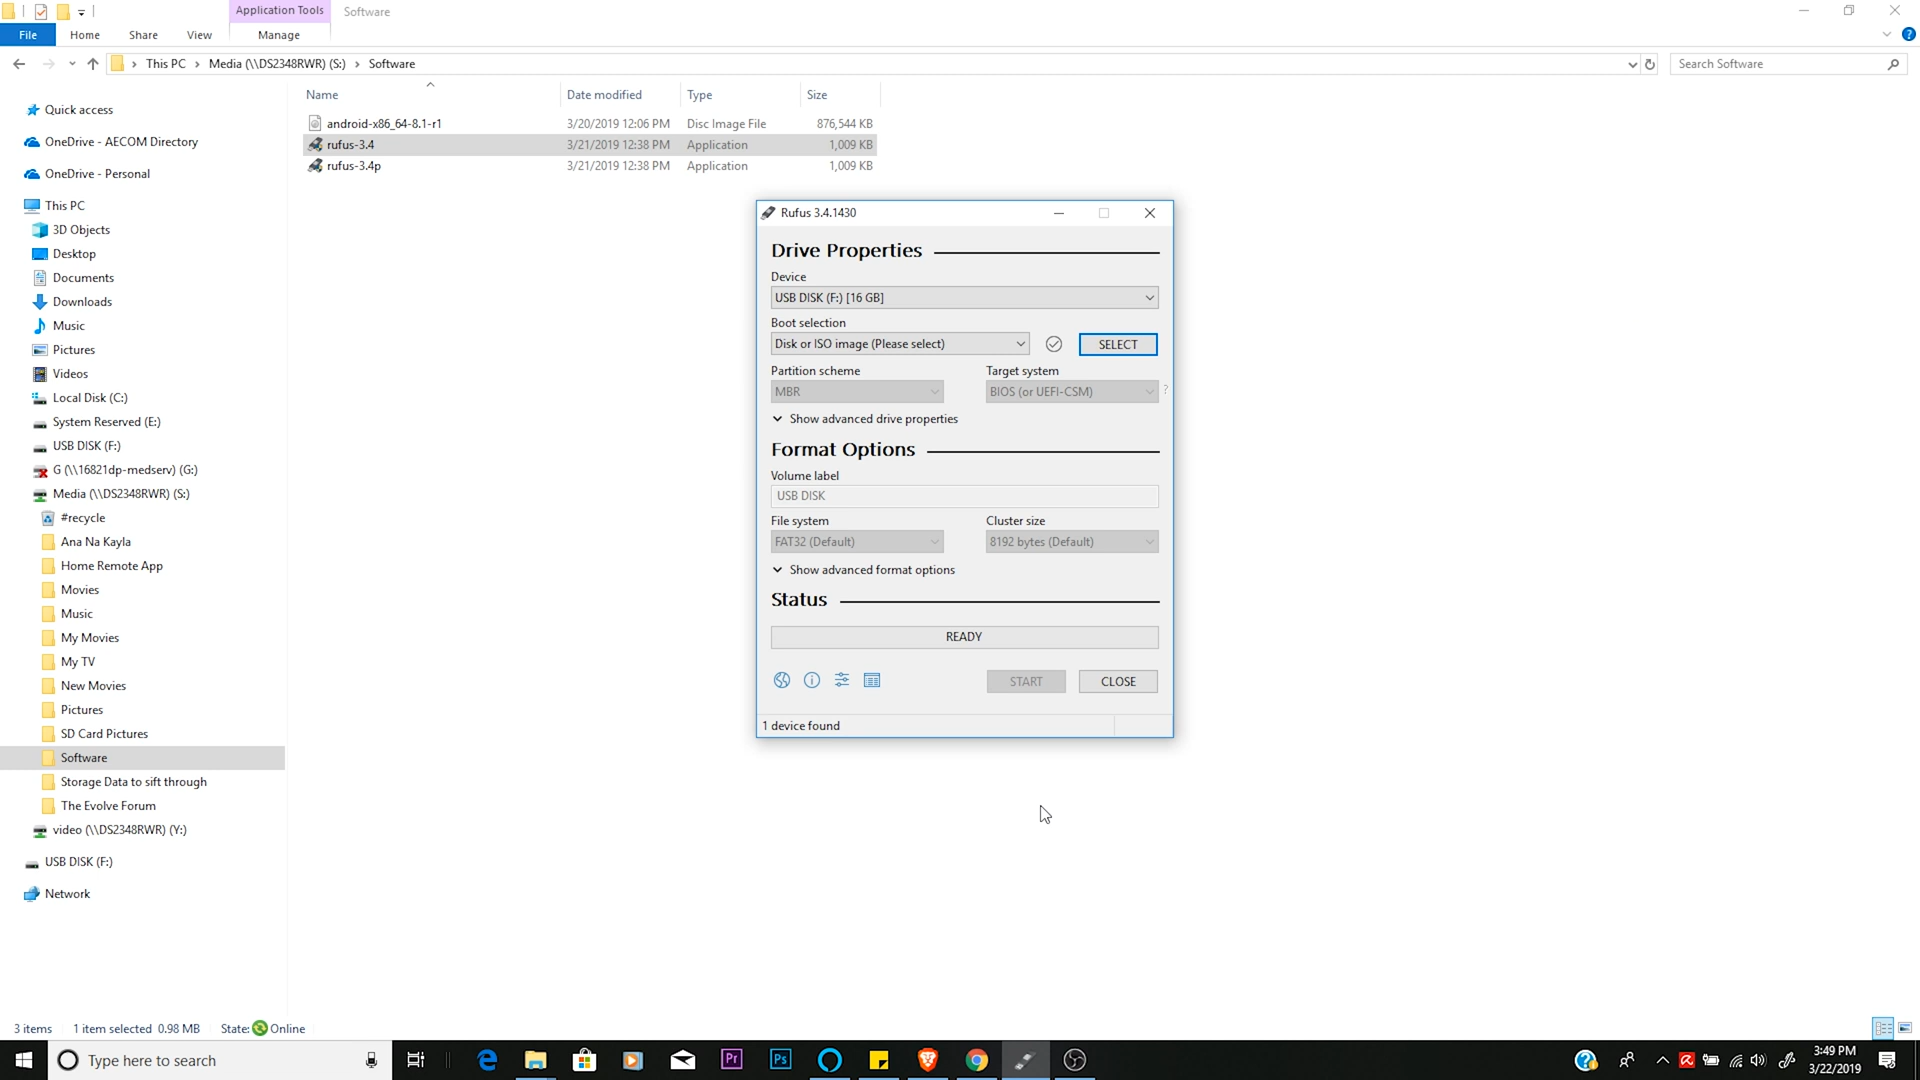 Application Tools
Software
File
Home
Share
View
Manage
This PC
Media (\\DS2348RWR) (S:)
Software
Search Software
Name
Date modified
Type
Size
android-x86_64-8.1-r1
3/20/2019 12:06 PM
Disc Image File
876,544 KB
rufus-3.4
3/21/2019 12:38 PM
Application
1,009 KB
rufus-3.4p
3/21/2019 12:38 PM
Application
1,009 KB
Quick access
OneDrive - AECOM Directory
OneDrive - Personal
This PC
3D Objects
Desktop
Documents
Downloads
Music
Pictures
Videos
Local Disk (C:)
System Reserved (E:)
USB DISK (F:)
G (\\16821dp-medserv) (G:)
Media (\\DS2348RWR) (S:)
#recycle
Ana Na Kayla
Home Remote App
Movies
Music
My Movies
My TV
New Movies
Pictures
SD Card Pictures
Software
Storage Data to sift through
The Evolve Forum
video (\\DS2348RWR) (Y:)
USB DISK (F:)
Network
Rufus 3.4.1430
Drive Properties
Device
USB DISK (F:) [16 GB]
Boot selection
Disk or ISO image (Please select)
SELECT
Partition scheme
Target system
MBR
BIOS (or UEFI-CSM)
?
Show advanced drive properties
Format Options
Volume label
USB DISK
File system
Cluster size
FAT32 (Default)
8192 bytes (Default)
Show advanced format options
Status
READY
START
CLOSE
1 device found
3 items
1 item selected 0.98 MB
State: Online
Type here to search
Pr
Ps
3:49 PM
3/22/2019